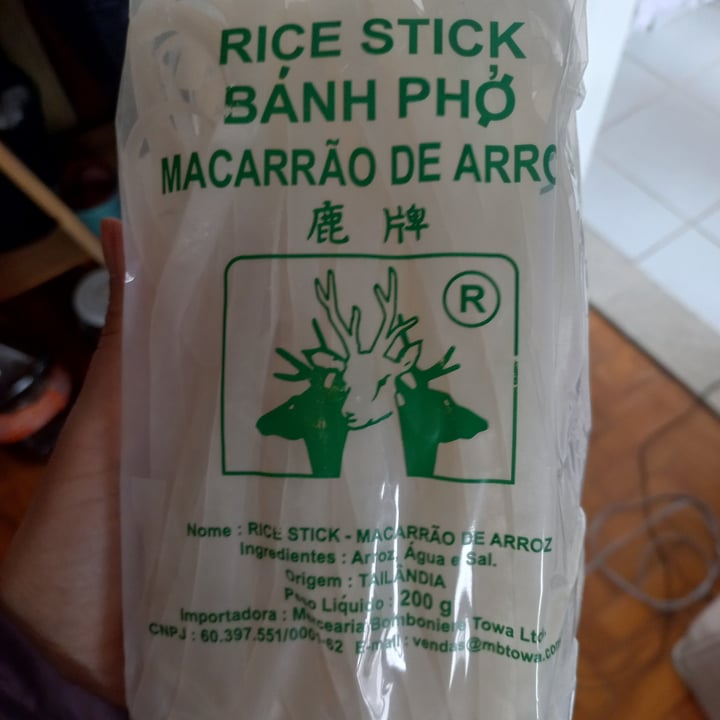 RICE STICK
BÁNH PHỞ
MACARRÃO DE ARRO
鹿 牌
®
Nome : RICE STICK - MACARRÃO DE ARROZ
Ingredientes : Arroz, Água e Sal.
Origem : TAILÂNDIA
Peso Líquido : 200 g
Importadora : Mercearia Bomboniere Towa Ltda
CNPJ : 60.397.551/0001-62 E-mail : vendas@mbtowa.com